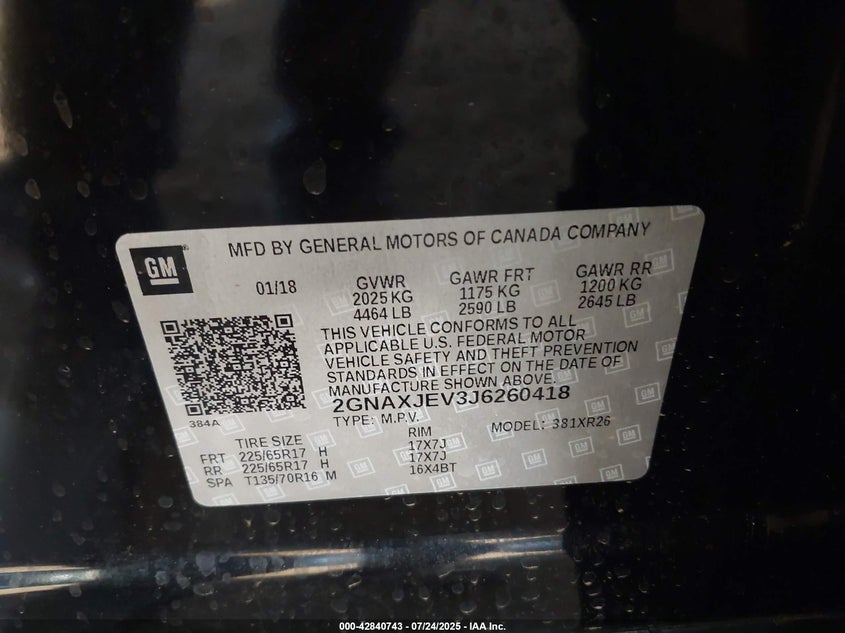 GM
MFD BY GENERAL MOTORS OF CANADA COMPANY
01/18 GVWR GAWR FRT GAWR RR
2025 KG 1175 KG 1200 KG
4464 LB 2590 LB 2645 LB
THIS VEHICLE CONFORMS TO ALL
APPLICABLE U.S. FEDERAL MOTOR
VEHICLE SAFETY AND THEFT PREVENTION
STANDARDS IN EFFECT ON THE DATE OF
MANUFACTURE SHOWN ABOVE.
2GNAXJEV3J6260418
384A TYPE: M.P.V. MODEL: 381XR26
TIRE SIZE RIM
FRT 225/65R17 H 17X7J
RR 225/65R17 H 17X7J
SPA T135/70R16 M 16X4BT
000-42840743 - 07/24/2025 - IAA Inc.